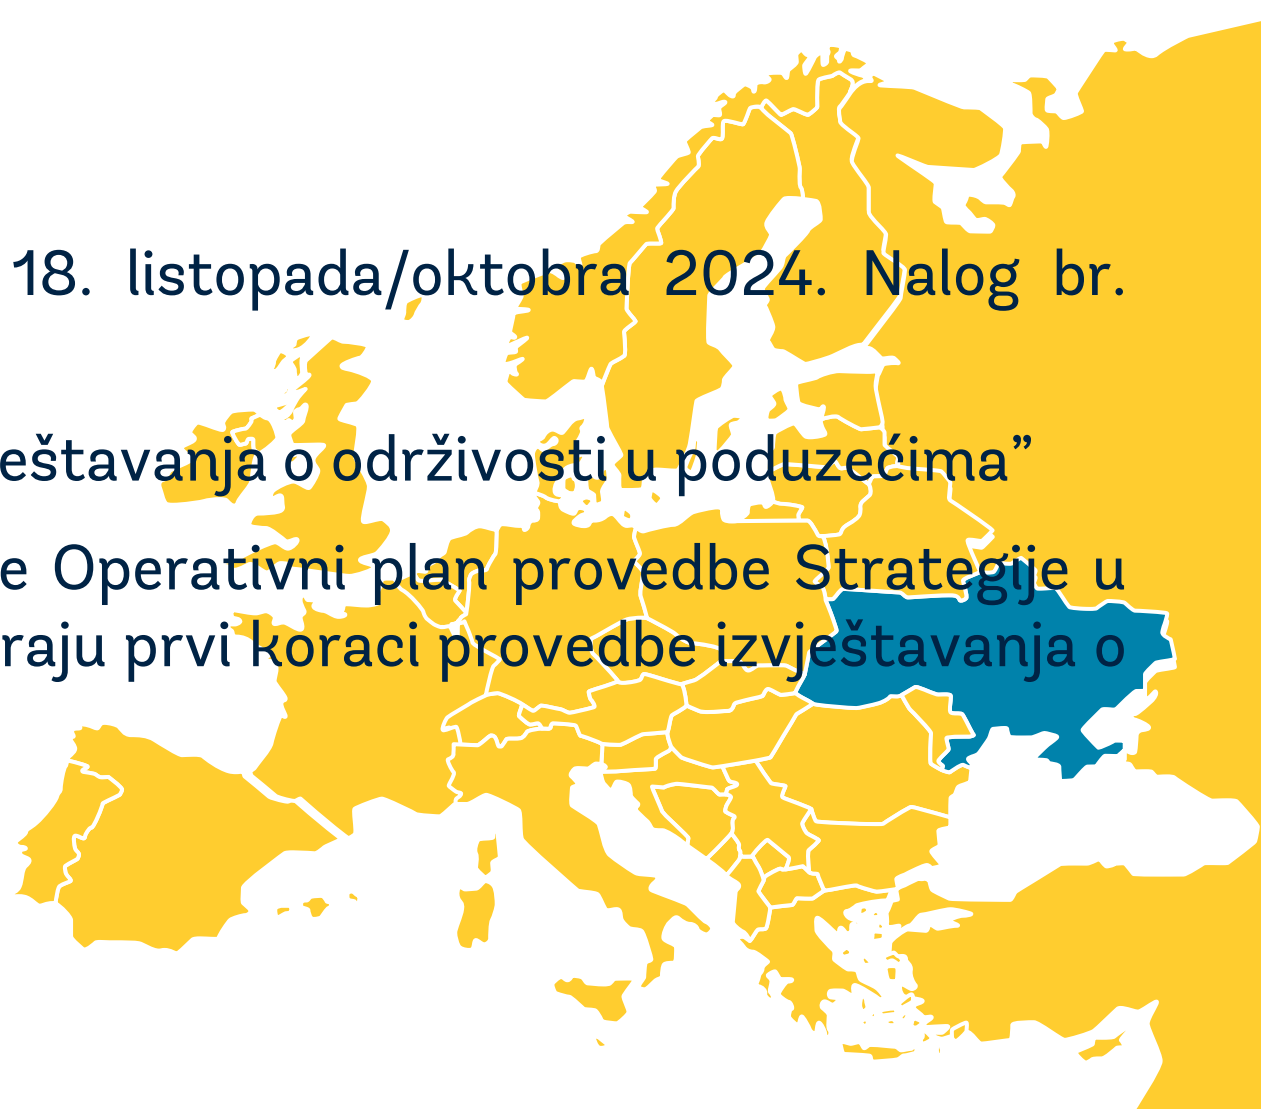 18. listopada/oktobra 2024. Nalog br.
eštavanja o održivosti u poduzećima”
e Operativni plan provedbe Strategije u
raju prvi koraci provedbe izvještavanja o